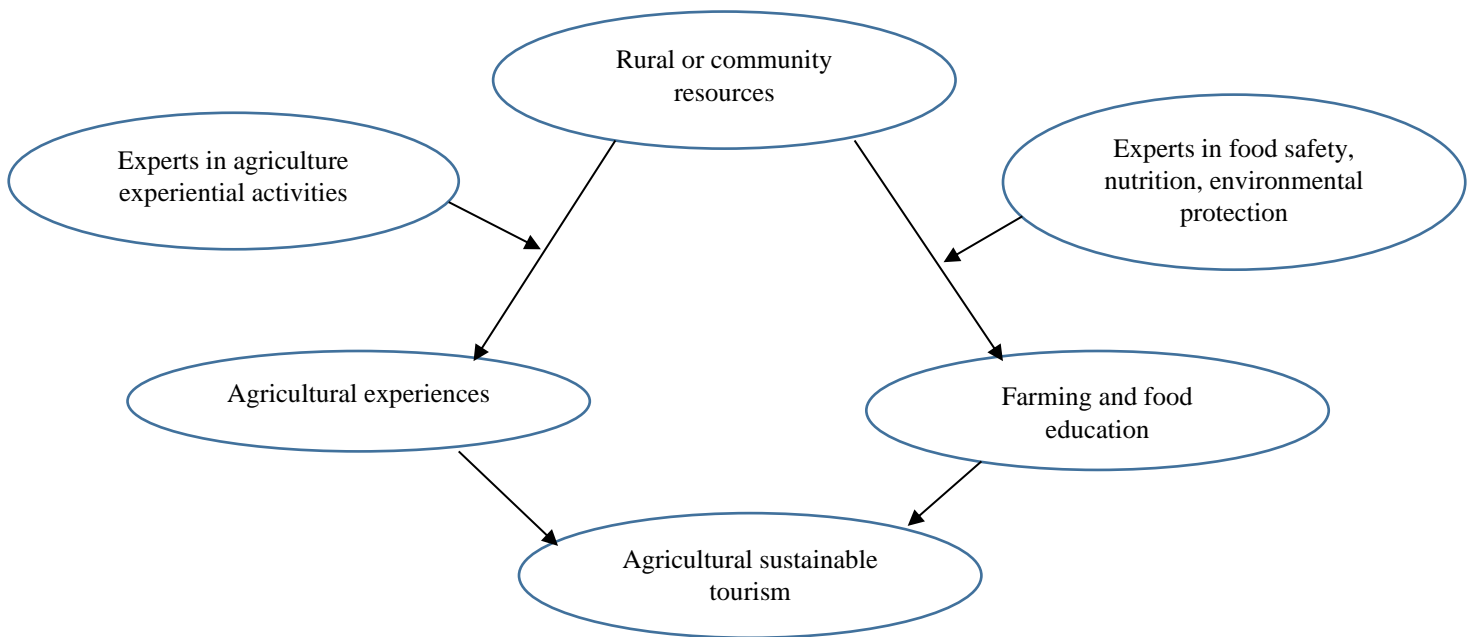 Rural or community
resources
Experts in agriculture
experiential activities
Experts in food safety,
nutrition, environmental
protection
Agricultural experiences
Farming and food
education
Agricultural sustainable
tourism